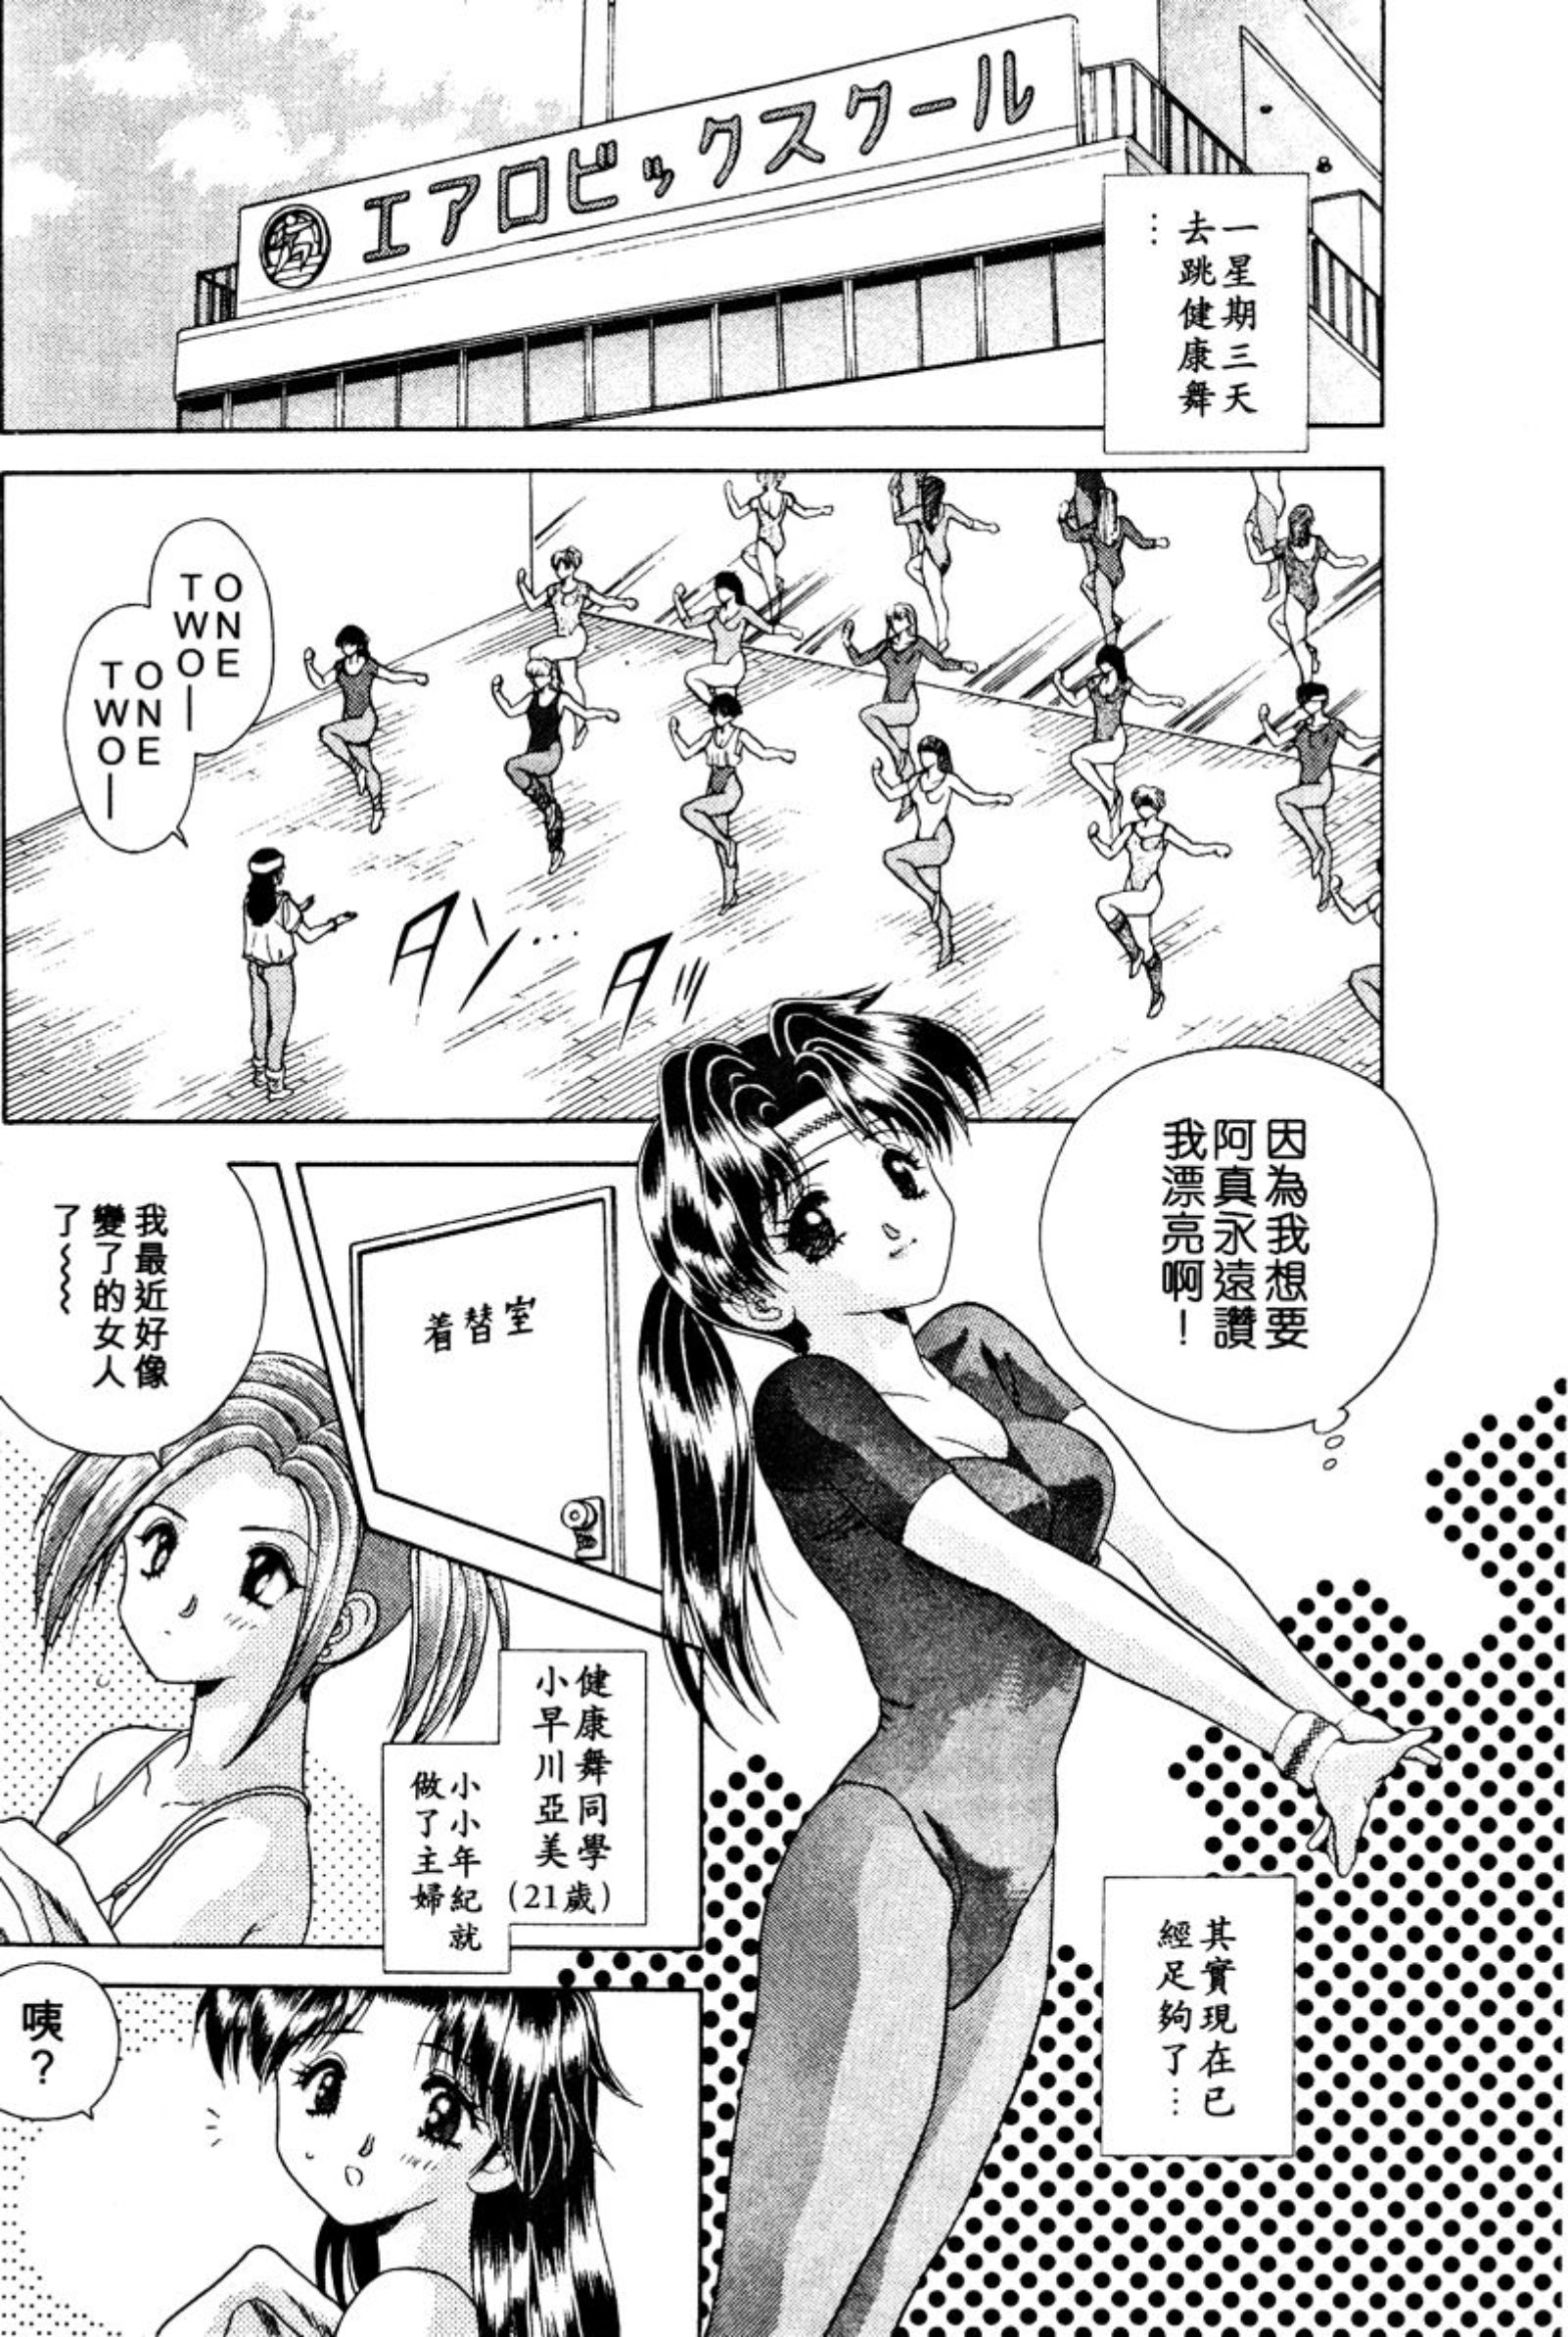 エアロビックスクール
一星期三天
去跳健康舞
…
ONE
TWO—
ONE
TWO—
タン…
タッ
因為我想要
阿真永遠讚
我漂亮啊！
其實現在已
經足夠了…
着替室
我最近好像
變了的女人
了~~~~
健康舞同學
小早川亞美
(21歲)
小小年紀就
做了主婦
咦？